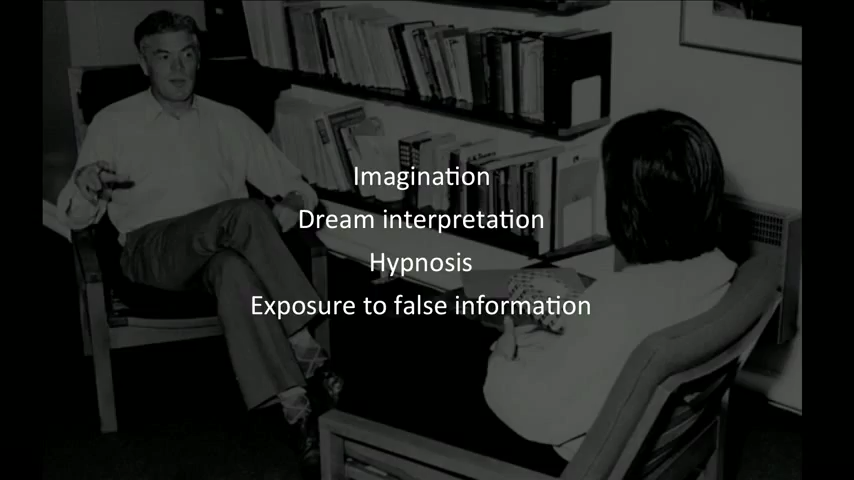 Imagination
Dream interpretation
Hypnosis
Exposure to false information